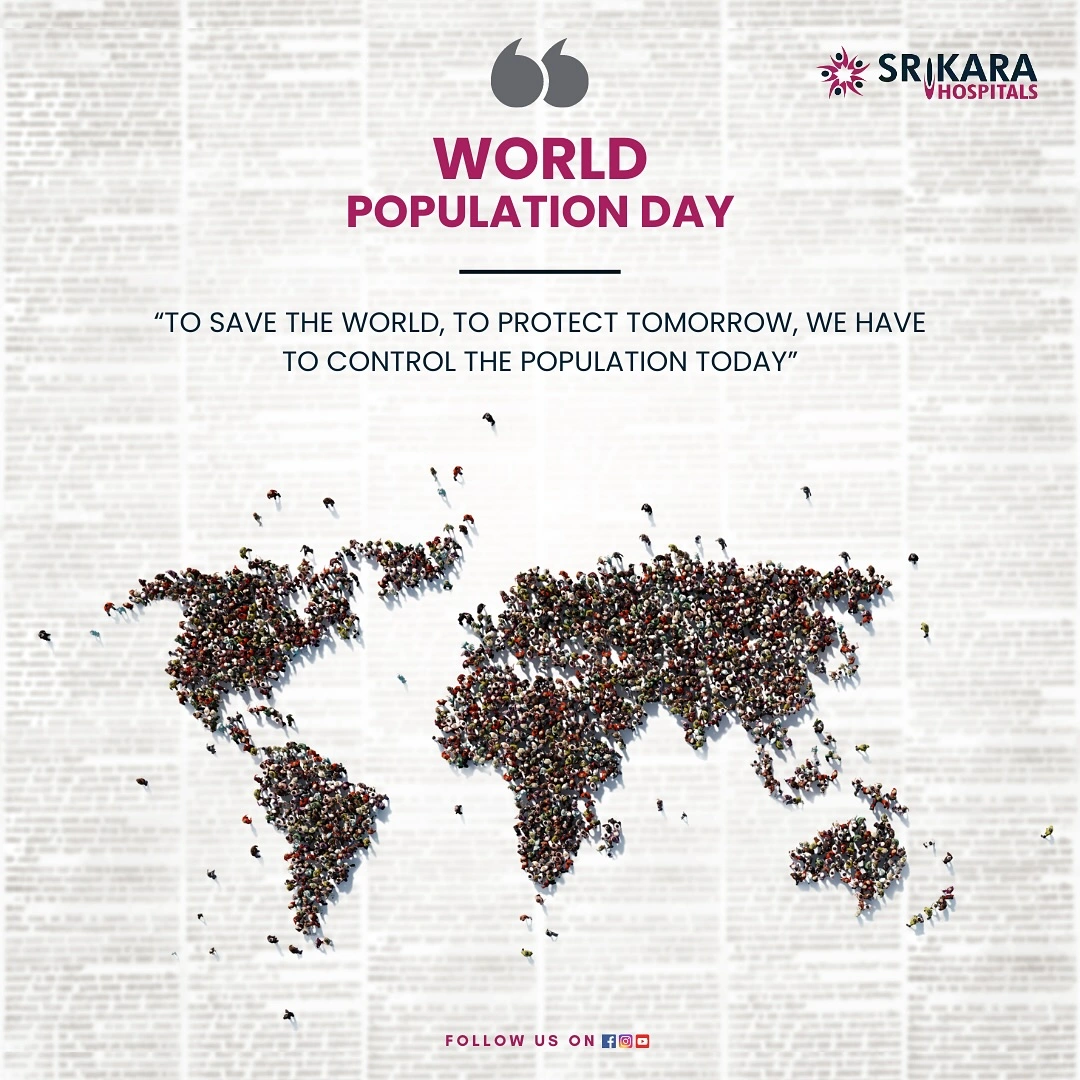 SRIKARA
HOSPITALS
WORLD
POPULATION DAY
“TO SAVE THE WORLD, TO PROTECT TOMORROW, WE HAVE
TO CONTROL THE POPULATION TODAY”
FOLLOW US ON